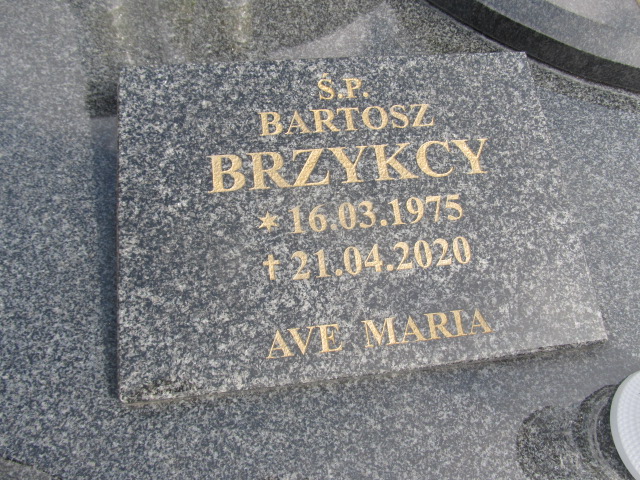 Ś.P.
BARTOSZ
BRZYKCY
* 16.03.1975
✝ 21.04.2020
AVE MARIA